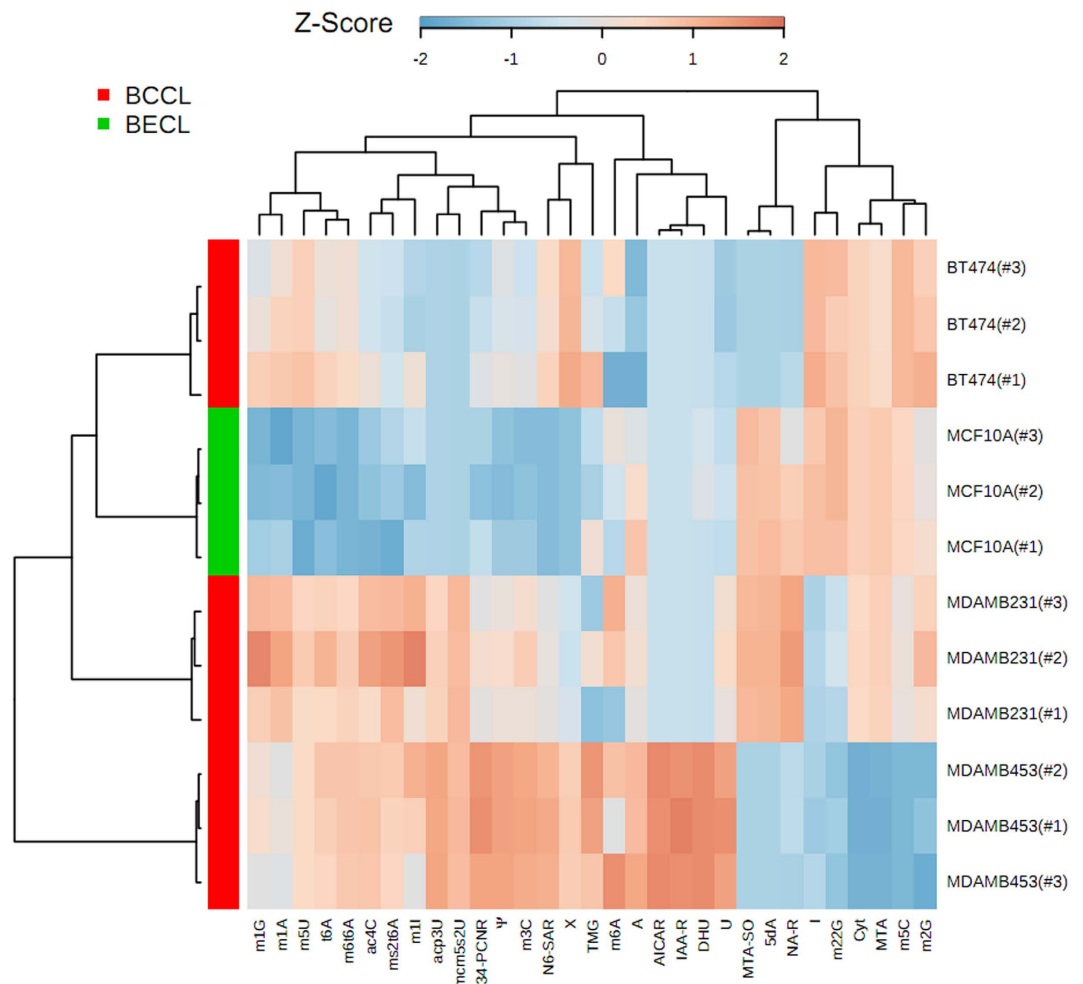 Z-Score
-2 -1 0 1 2
BCCL
BECL
BT474(#3)
BT474(#2)
BT474(#1)
MCF10A(#3)
MCF10A(#2)
MCF10A(#1)
MDAMB231(#3)
MDAMB231(#2)
MDAMB231(#1)
MDAMB453(#2)
MDAMB453(#1)
MDAMB453(#3)
m1G
m1A
m5U
t6A
m6t6A
ac4C
ms2t6A
m1I
acp3U
mcm5s2U
34-PCNR
Ψ
m3C
N6-SAR
X
TMG
m6A
A
AICAR
IAA-R
DHU
U
MTA-SO
5dA
NA-R
I
m22G
Cyt
MTA
m5C
m2G